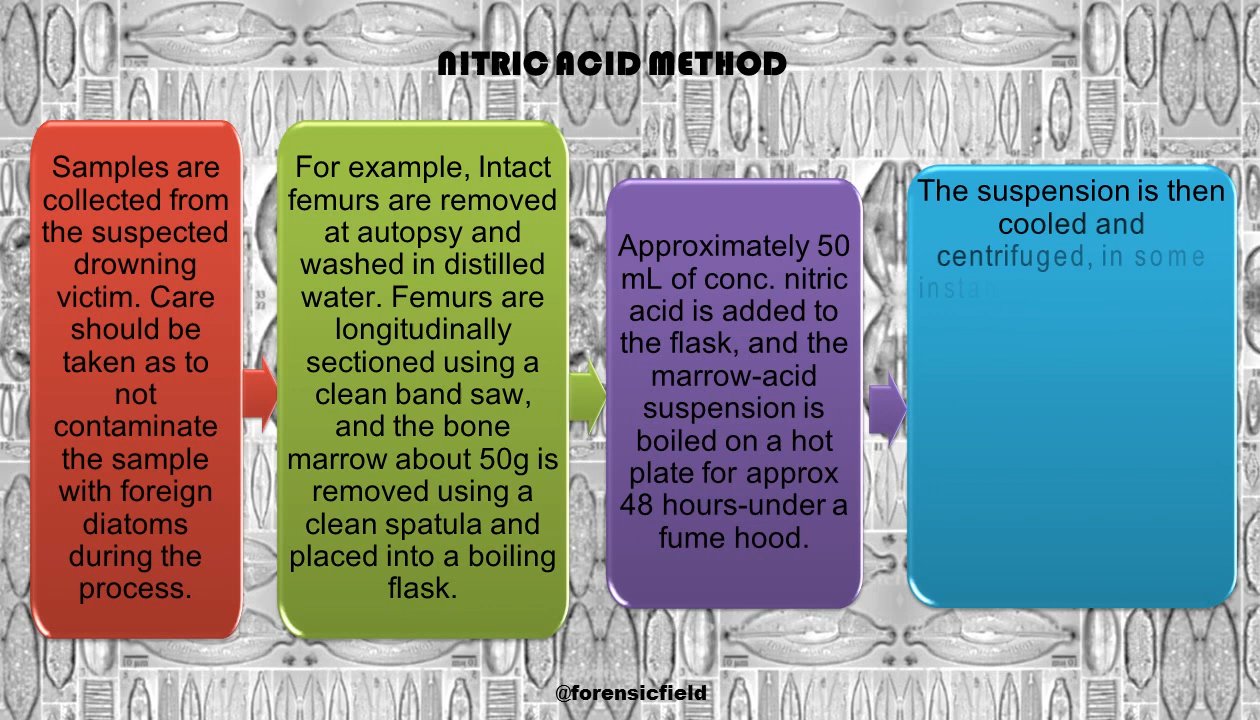 NITRIC ACID METHOD
Samples are
collected from
the suspected
drowning
victim. Care
should be
taken as to
not
contaminate
the sample
with foreign
diatoms
during the
process.
For example, Intact
femurs are removed
at autopsy and
washed in distilled
water. Femurs are
longitudinally
sectioned using a
clean band saw,
and the bone
marrow about 50g is
removed using a
clean spatula and
placed into a boiling
flask.
Approximately 50
mL of conc. nitric
acid is added to
the flask, and the
marrow-acid
suspension is
boiled on a hot
plate for approx
48 hours-under a
fume hood.
The suspension is then
cooled and
centrifuged, in some
@forensicfield